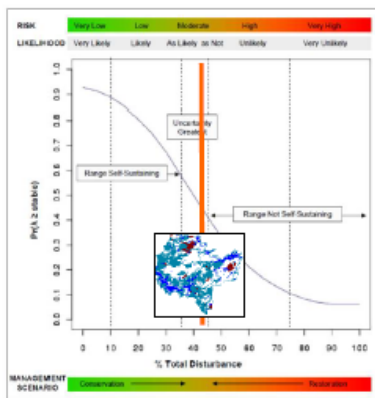 RISK Very Low Low Moderate High Very High
LIKELIHOOD Very Likely Likely As Likely as Not Unlikely Very Unlikely
Uncertainty
Greatest
Range Self-Sustaining
Range Not Self-Sustaining
Pr(λ ≥ stable)
1.0
0.9
0.8
0.7
0.6
0.5
0.4
0.3
0.2
0.1
0.0
0 10 20 30 40 50 60 70 80 90 100
% Total Disturbance
MANAGEMENT
SCENARIO
Conservation Restoration